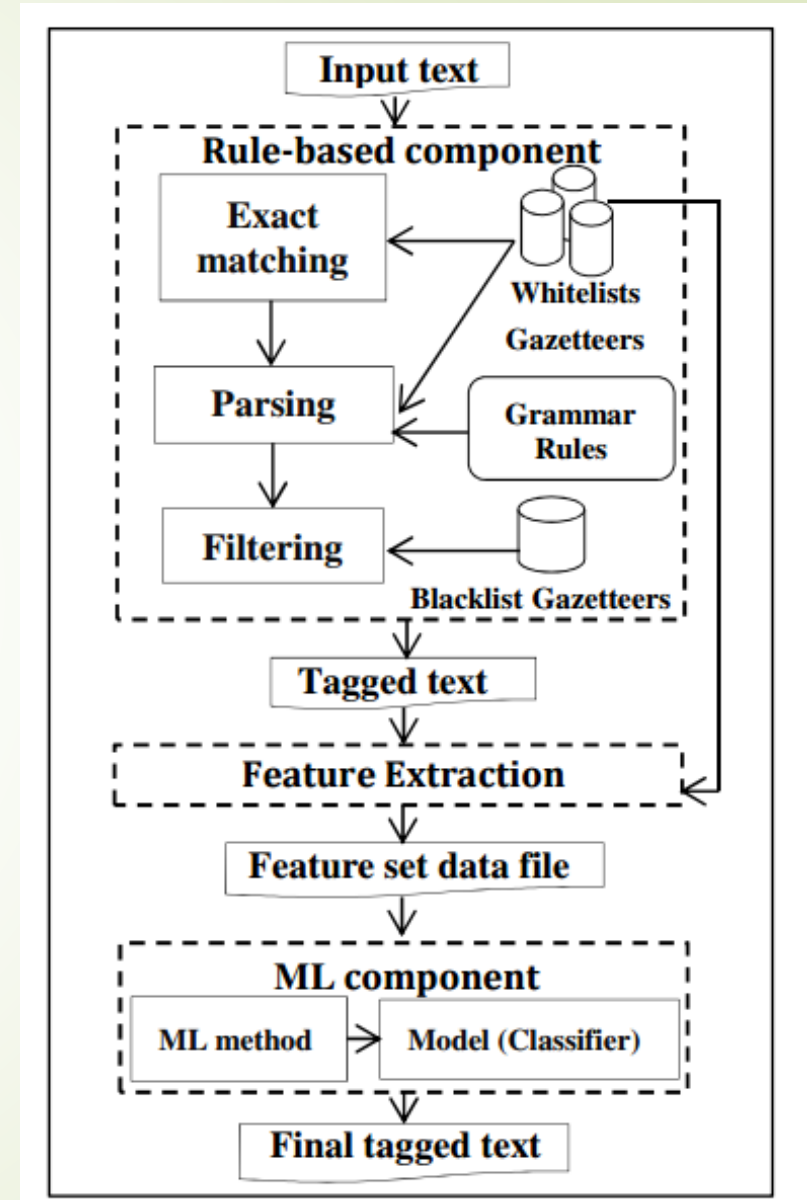 Input text
Rule-based component
Exact
matching
Whitelists
Gazetteers
Parsing
Grammar
Rules
Filtering
Blacklist Gazetteers
Tagged text
Feature Extraction
Feature set data file
ML component
ML method
Model (Classifier)
Final tagged text